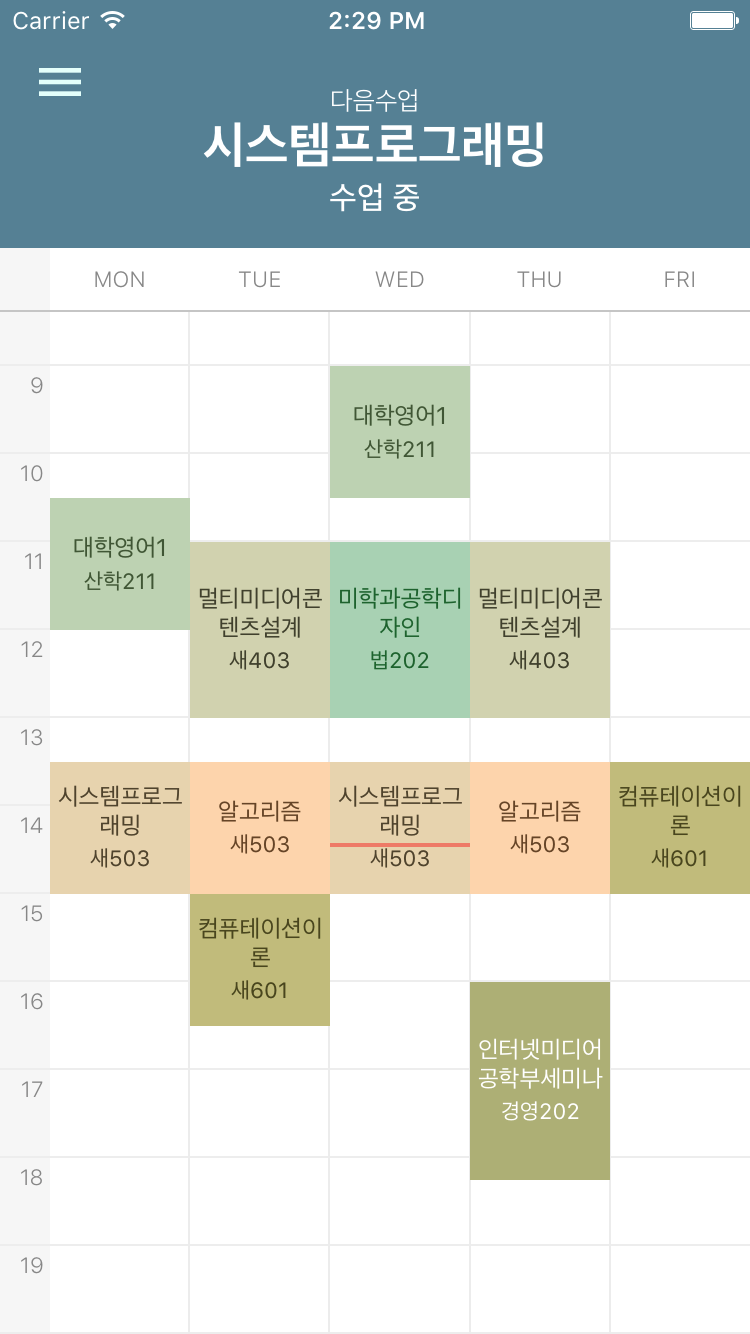 Carrier 2:29 PM
다음수업
시스템프로그래밍
수업 중
MON TUE WED THU FRI
9
대학영어1
산학211
10
대학영어1
산학211
11
멀티미디어콘
텐츠설계
새403
미학과공학디
자인
법202
멀티미디어콘
텐츠설계
새403
12
13
시스템프로그
래밍
새503
알고리즘
새503
시스템프로그
래밍
새503
알고리즘
새503
컴퓨테이션이
론
새601
14
15
컴퓨테이션이
론
새601
16
인터넷미디어
공학부세미나
경영202
17
18
19